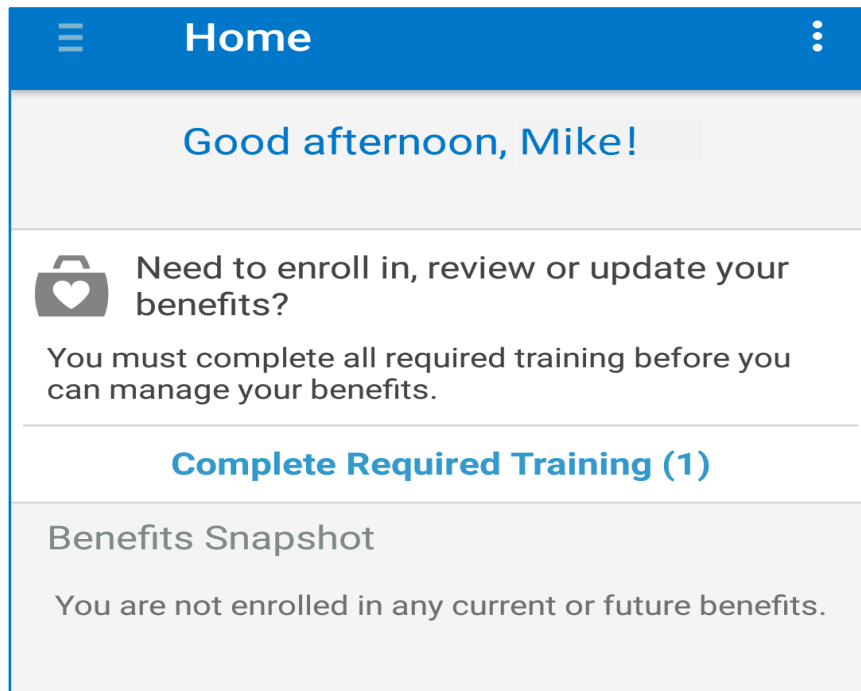 Home
Good afternoon, Mike!
Need to enroll in, review or update your
benefits?
You must complete all required training before you
can manage your benefits.
Complete Required Training (1)
Benefits Snapshot
You are not enrolled in any current or future benefits.